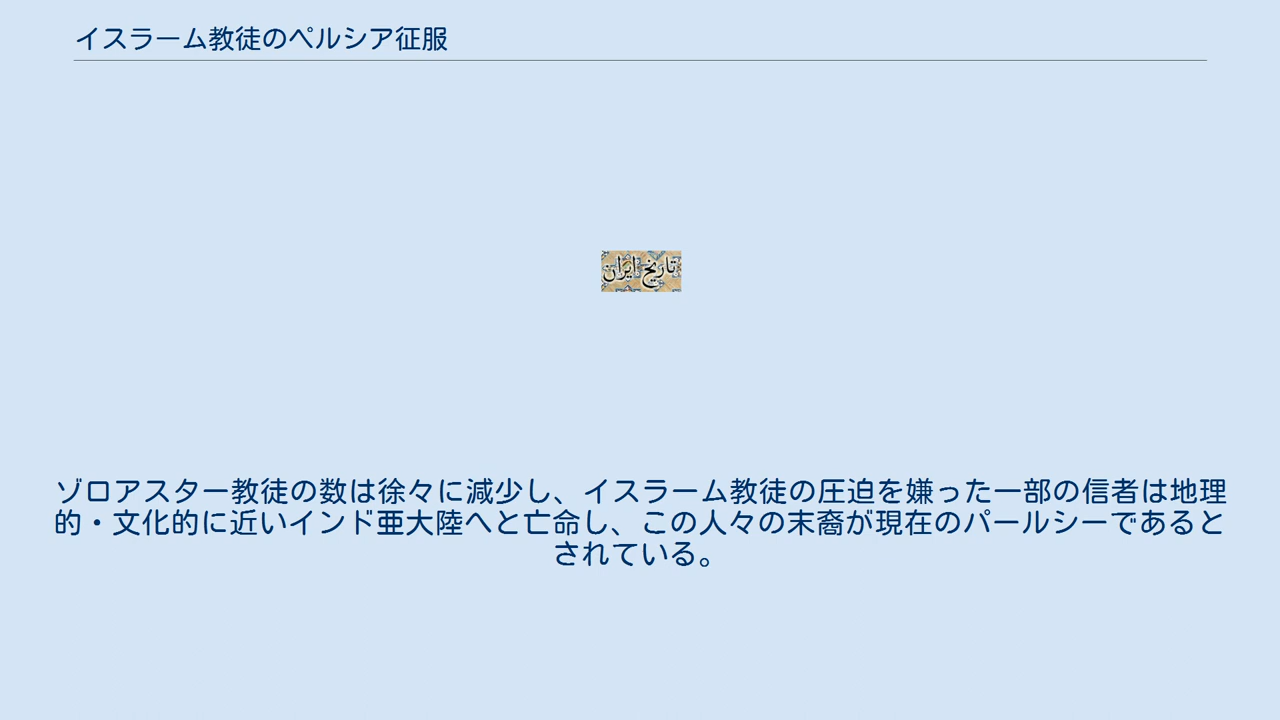 イスラーム教徒のペルシア征服
تاریخ ایران
ゾロアスター教徒の数は徐々に減少し、イスラーム教徒の圧迫を嫌った一部の信者は地理
的・文化的に近いインド亜大陸へと亡命し、この人々の末裔が現在のパールシーであると
されている。